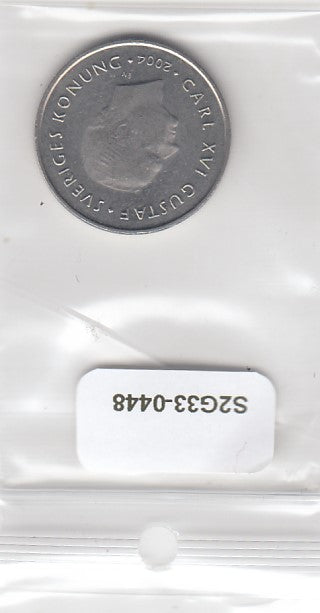 CARL XVI GUSTAF · SVERIGES KONUNG · 2004 ·
S2G33-0448